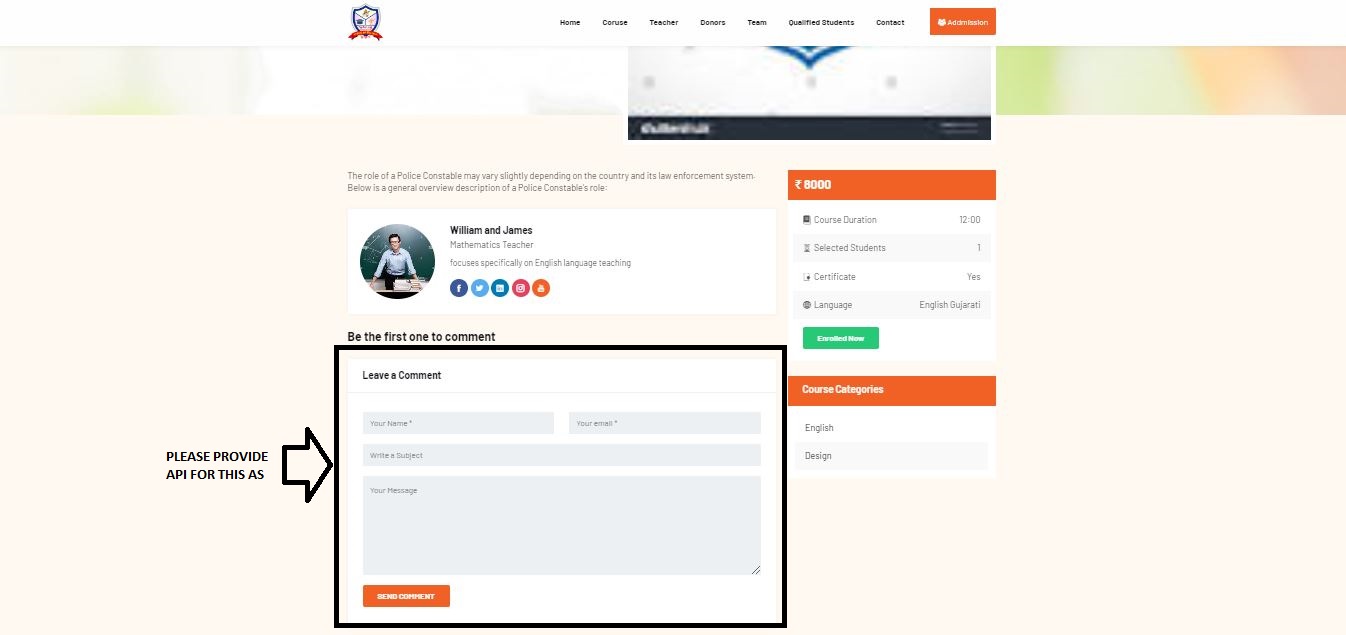 Home Coruse Teacher Donors Team Qualified Students Contact Addmission
The role of a Police Constable may vary slightly depending on the country and its law enforcement system.
Below is a general overview description of a Police Constable's role:
William and James
Mathematics Teacher
focuses specifically on English language teaching
Be the first one to comment
Leave a Comment
Your Name *
Your email *
Write a Subject
Your Message
SEND COMMENT
PLEASE PROVIDE
API FOR THIS AS
₹ 8000
Course Duration 12:00
Selected Students 1
Certificate Yes
Language English Gujarati
Enrolled Now
Course Categories
English
Design